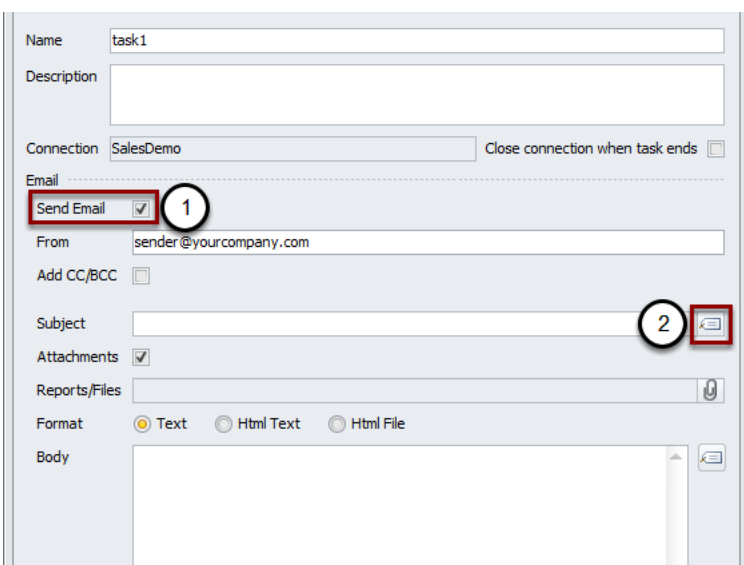 Name task1
Description
Connection SalesDemo Close connection when task ends
Email
Send Email 1
From sender@yourcompany.com
Add CC/BCC
Subject 2
Attachments
Reports/Files
Format Text Html Text Html File
Body